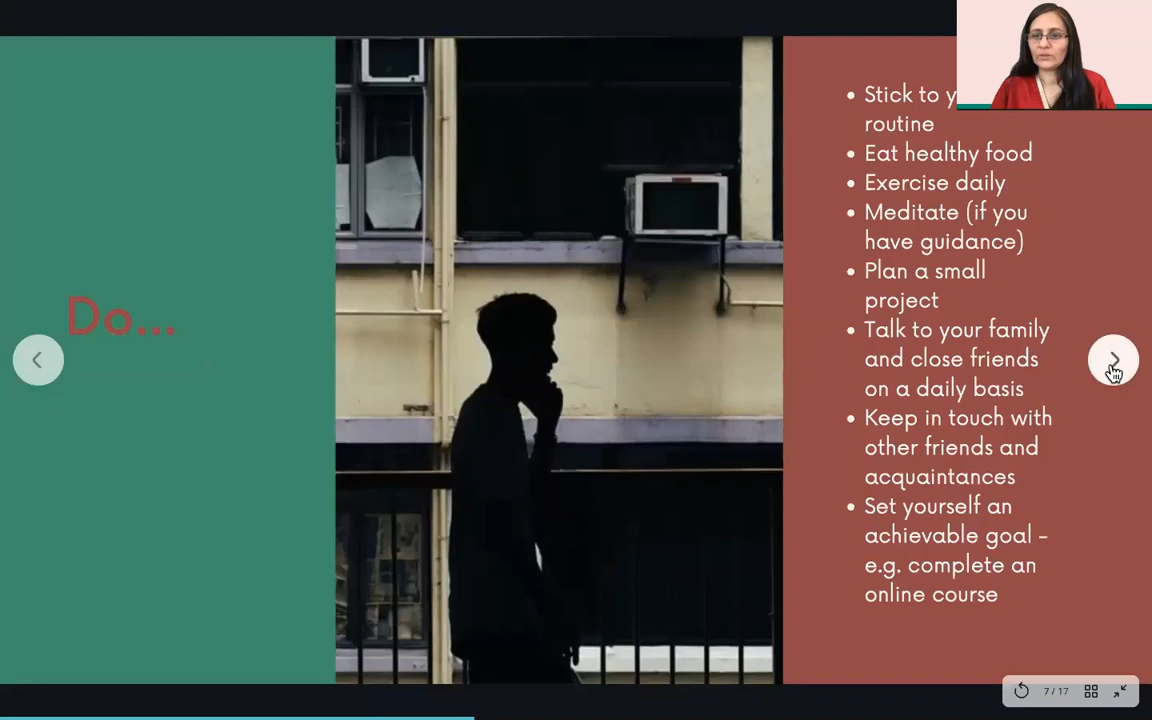 Do...
• Stick to y
routine
• Eat healthy food
• Exercise daily
• Meditate (if you
have guidance)
• Plan a small
project
• Talk to your family
and close friends
on a daily basis
• Keep in touch with
other friends and
acquaintances
• Set yourself an
achievable goal -
e.g. complete an
online course
7 / 17